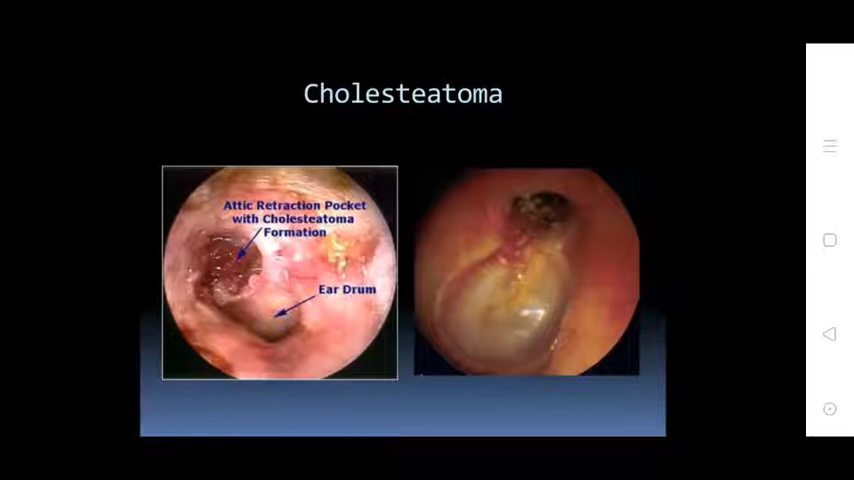 Cholesteatoma
Attic Retraction Pocket
with Cholesteatoma
Formation
Ear Drum